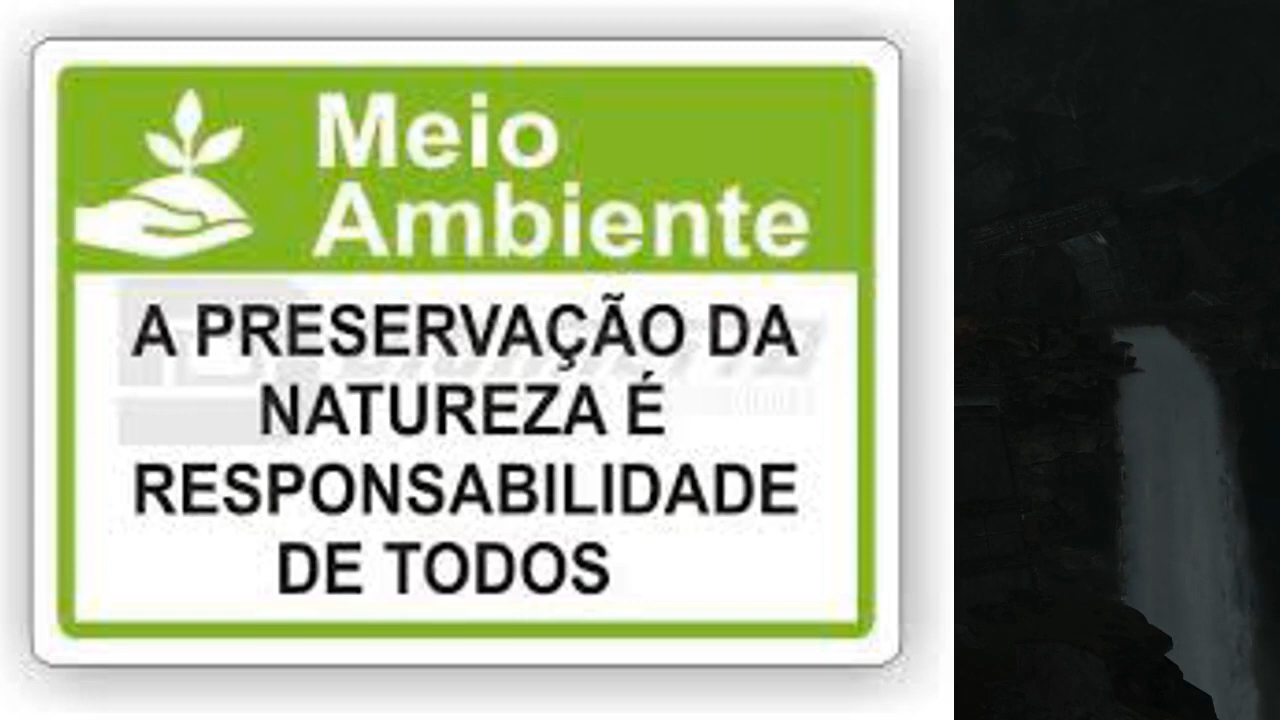 Meio
Ambiente
A PRESERVAÇÃO DA
NATUREZA É
RESPONSABILIDADE
DE TODOS